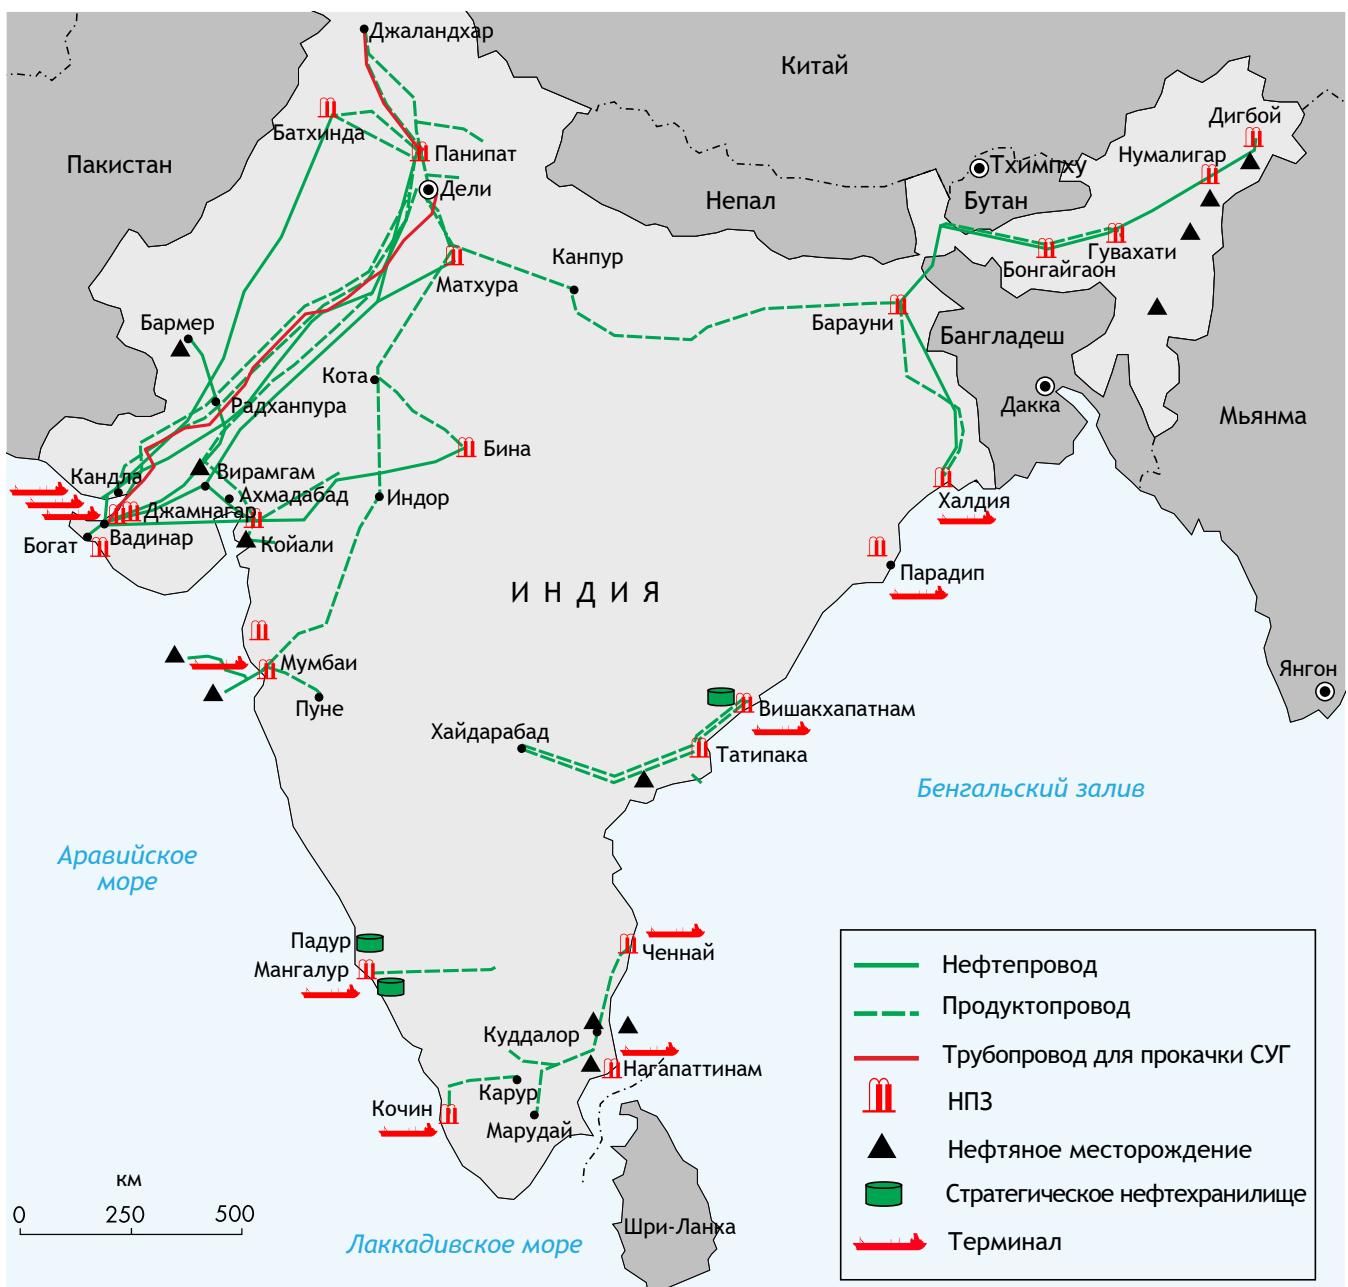 Джаландхар
Китай
Дигбой
Батхинда
Пакистан
Панипат
Нумалигар
Тхимпху
Дели
Непал
Бутан
Гувахати
Канпур
Бонгайгаон
Матхура
Бармер
Барауни
Бангладеш
Кота
Радханпура
Дакка
Мьянма
Бина
Кандла
Вирамгам
Ахмадабад
Индор
Джамнагар
Халдия
Богат
Вадинар
Койали
Парадип
ИНДИЯ
Мумбаи
Янгон
Пуне
Вишакхапатнам
Хайдарабад
Татипака
Бенгальский залив
Аравийское
море
Падур
Ченнай
Мангалур
Куддалор
Нагапаттинам
Карур
Кочин
Марудай
Шри-Ланка
Лаккадивское море
км
0 250 500
Нефтепровод
Продуктопровод
Трубопровод для прокачки СУГ
НПЗ
Нефтяное месторождение
Стратегическое нефтехранилище
Терминал